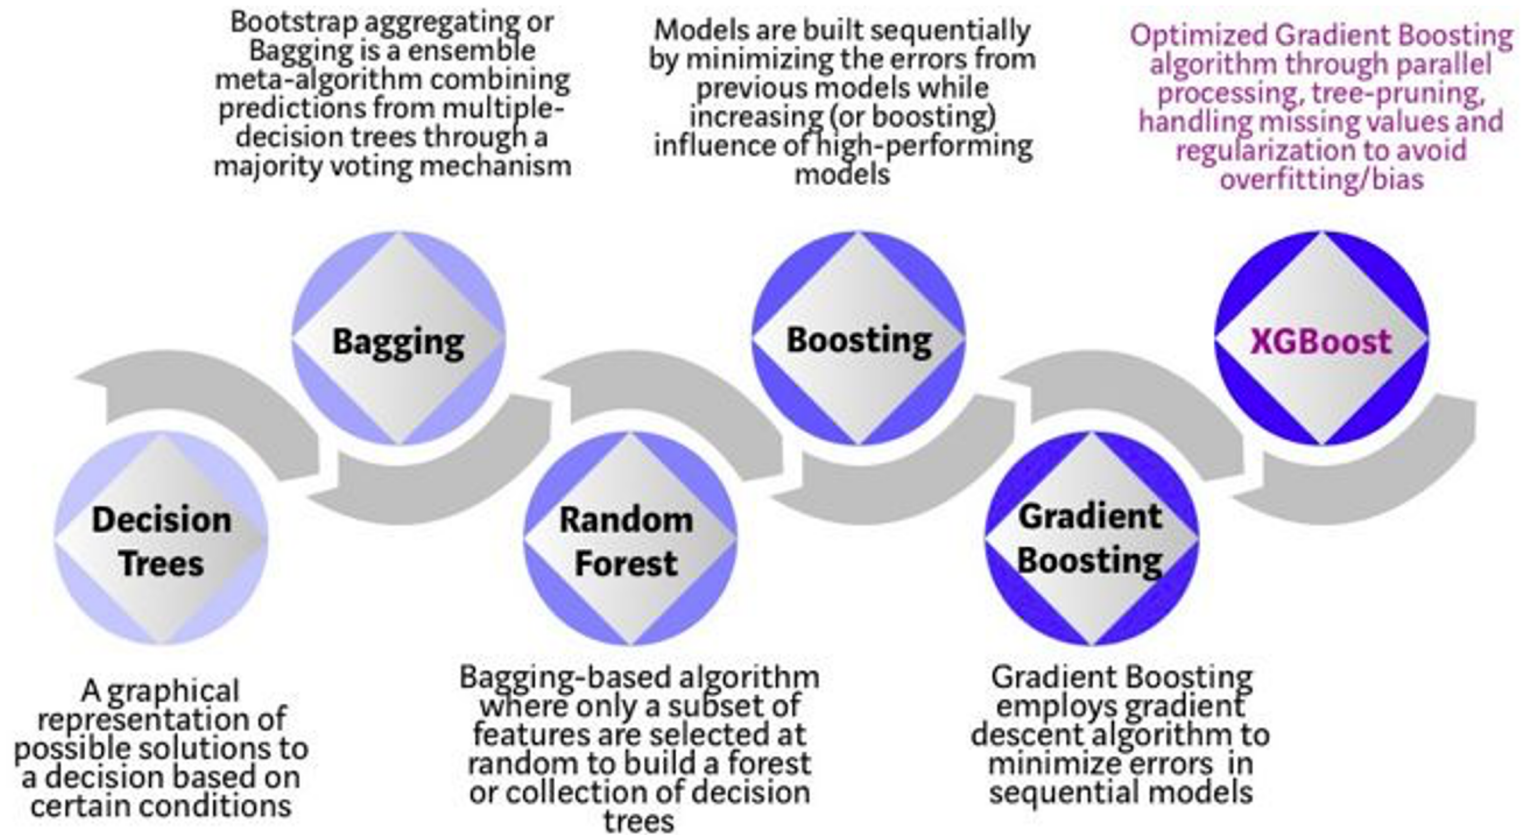 Bootstrap aggregating or
Bagging is a ensemble
meta-algorithm combining
predictions from multiple-
decision trees through a
majority voting mechanism
Models are built sequentially
by minimizing the errors from
previous models while
increasing (or boosting)
influence of high-performing
models
Optimized Gradient Boosting
algorithm through parallel
processing, tree-pruning,
handling missing values and
regularization to avoid
overfitting/bias
Bagging
Boosting
XGBoost
Decision
Trees
Random
Forest
Gradient
Boosting
A graphical
representation of
possible solutions to
a decision based on
certain conditions
Bagging-based algorithm
where only a subset of
features are selected at
random to build a forest
or collection of decision
trees
Gradient Boosting
employs gradient
descent algorithm to
minimize errors in
sequential models